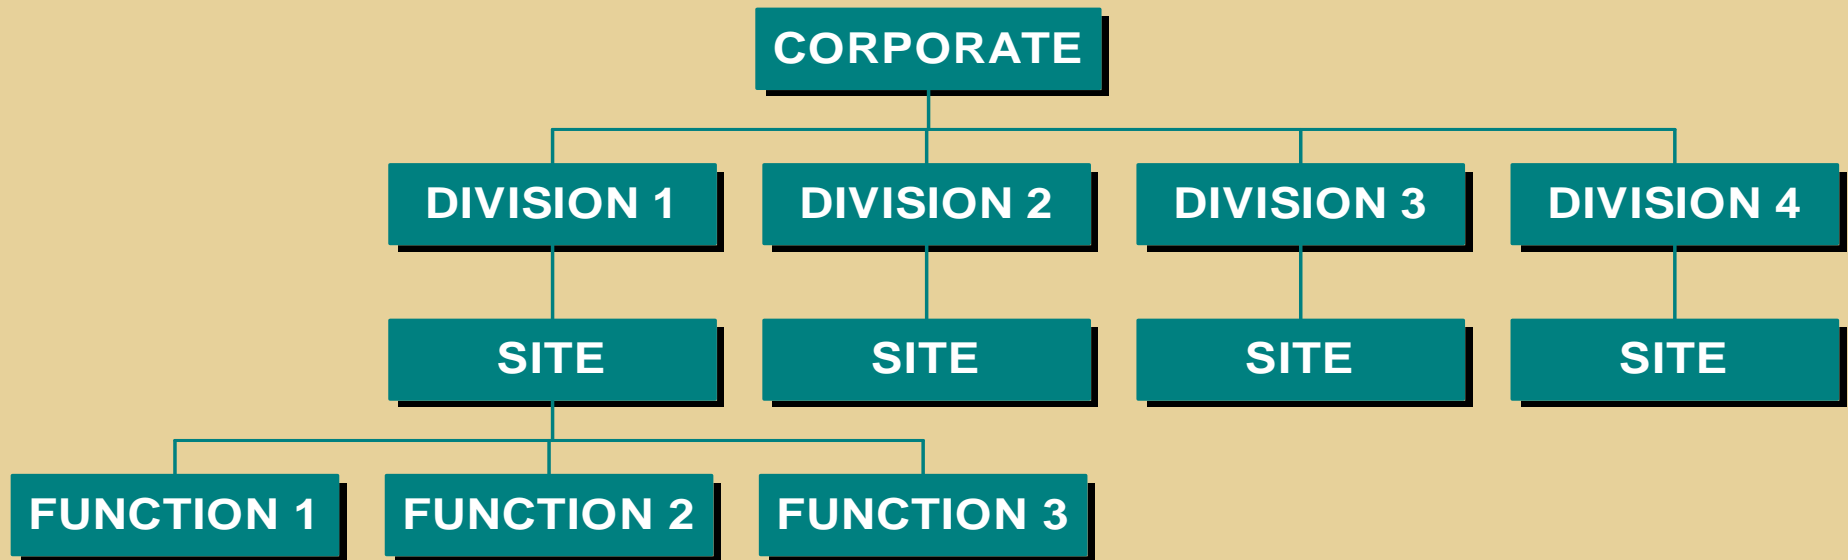 CORPORATE
DIVISION 1
DIVISION 2
DIVISION 3
DIVISION 4
SITE
SITE
SITE
SITE
FUNCTION 1
FUNCTION 2
FUNCTION 3